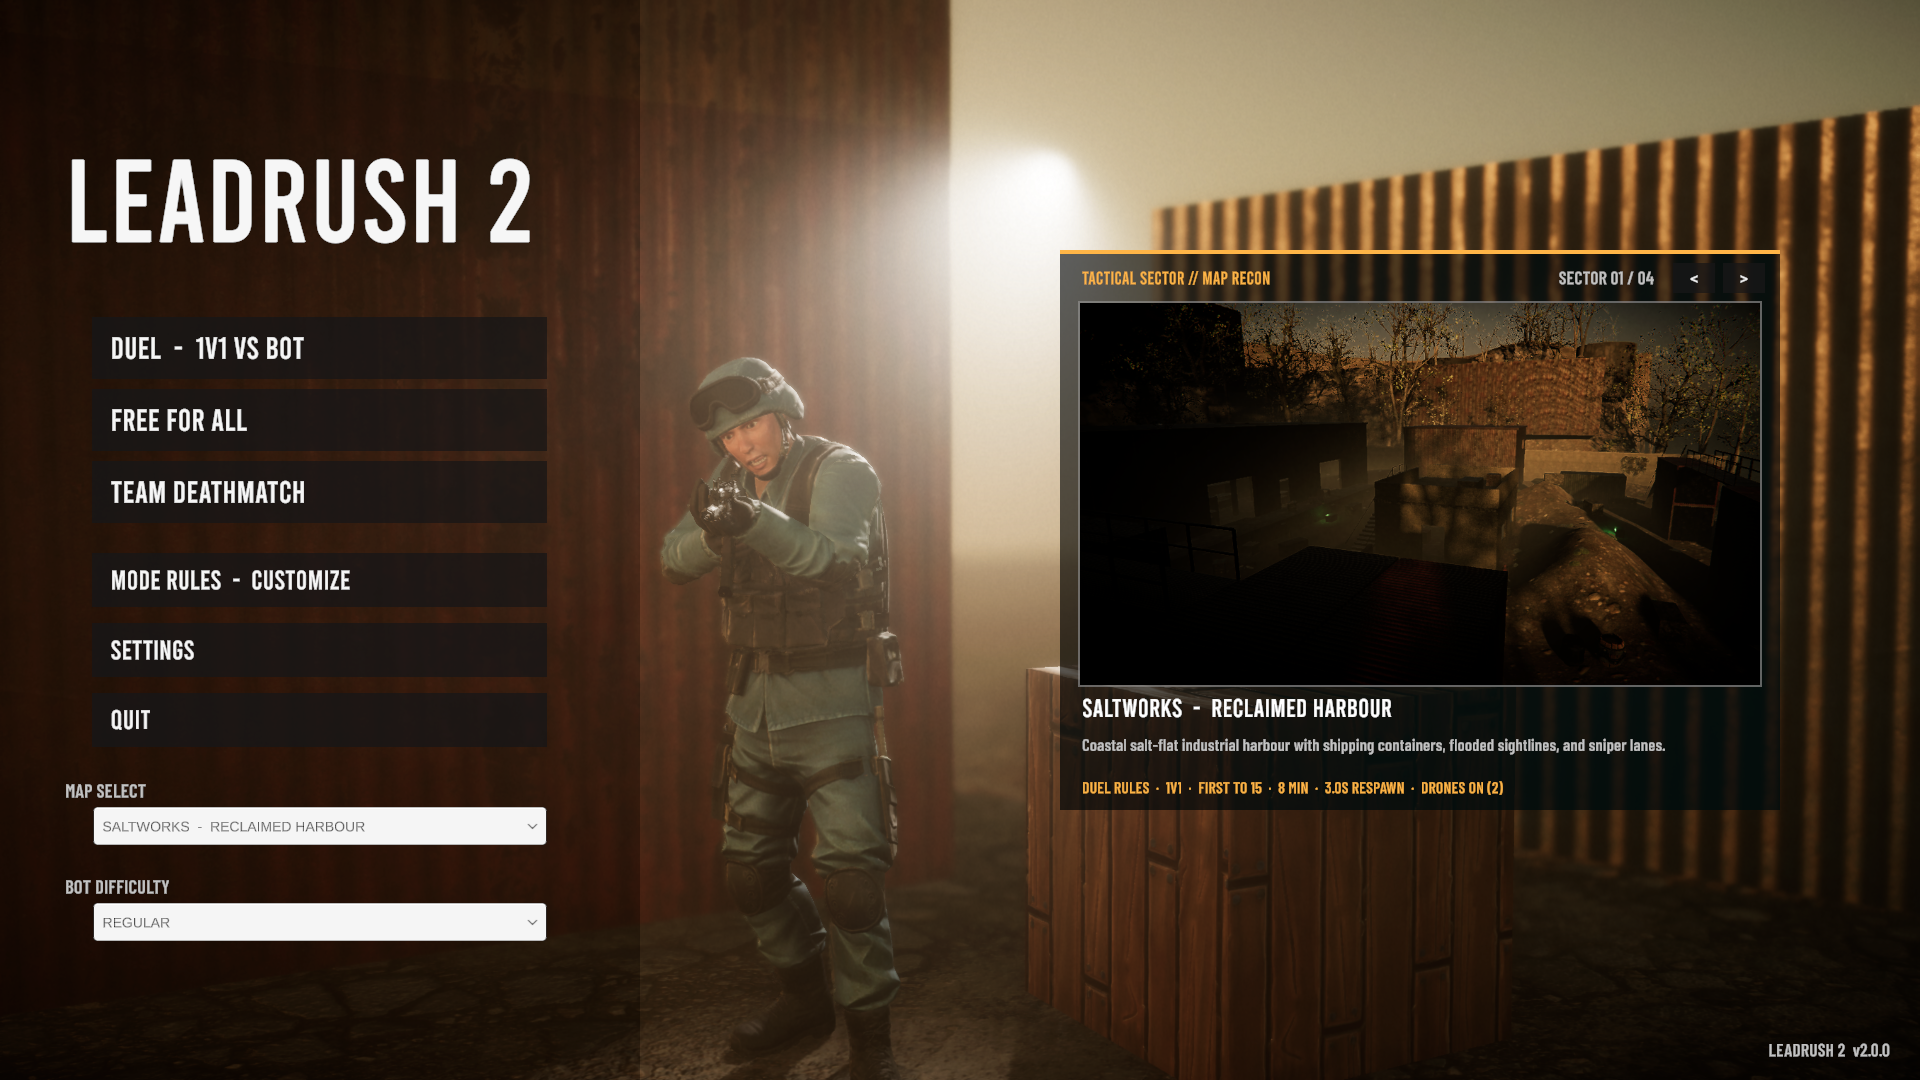 LEADRUSH 2
DUEL - 1V1 VS BOT
FREE FOR ALL
TEAM DEATHMATCH
MODE RULES - CUSTOMIZE
SETTINGS
QUIT
MAP SELECT
SALTWORKS - RECLAIMED HARBOUR
BOT DIFFICULTY
REGULAR
TACTICAL SECTOR // MAP RECON
SECTOR 01 / 04 < >
SALTWORKS - RECLAIMED HARBOUR
Coastal salt-flat industrial harbour with shipping containers, flooded sightlines, and sniper lanes.
DUEL RULES · 1V1 · FIRST TO 15 · 8 MIN · 3.0S RESPAWN · DRONES ON (2)
LEADRUSH 2 v2.0.0